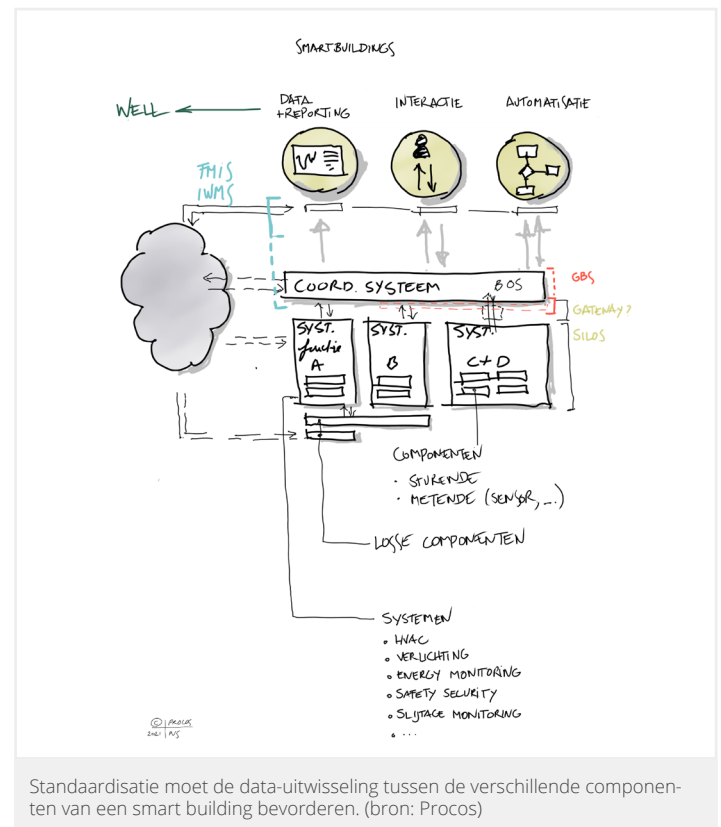 SMARTBUILDINGS
WELL
DATA
+REPORTING
INTERACTIE
AUTOMATISATIE
FMIS
IWMS
COORD. SYSTEEM
BOS
GBS
GATEWAY?
SILOS
SYST.
functie
A
SYST.
B
SYST.
C+D
COMPONENTEN
· STURENDE
· METENDE (SENSOR, ...)
LOSSE COMPONENTEN
SYSTEMEN
• HVAC
• VERLICHTING
• ENERGY MONITORING
• SAFETY SECURITY
• SLIJTAGE MONITORING
• ...
© PROCOS
2021
Standaardisatie moet de data-uitwisseling tussen de verschillende componen-
ten van een smart building bevorderen. (bron: Procos)